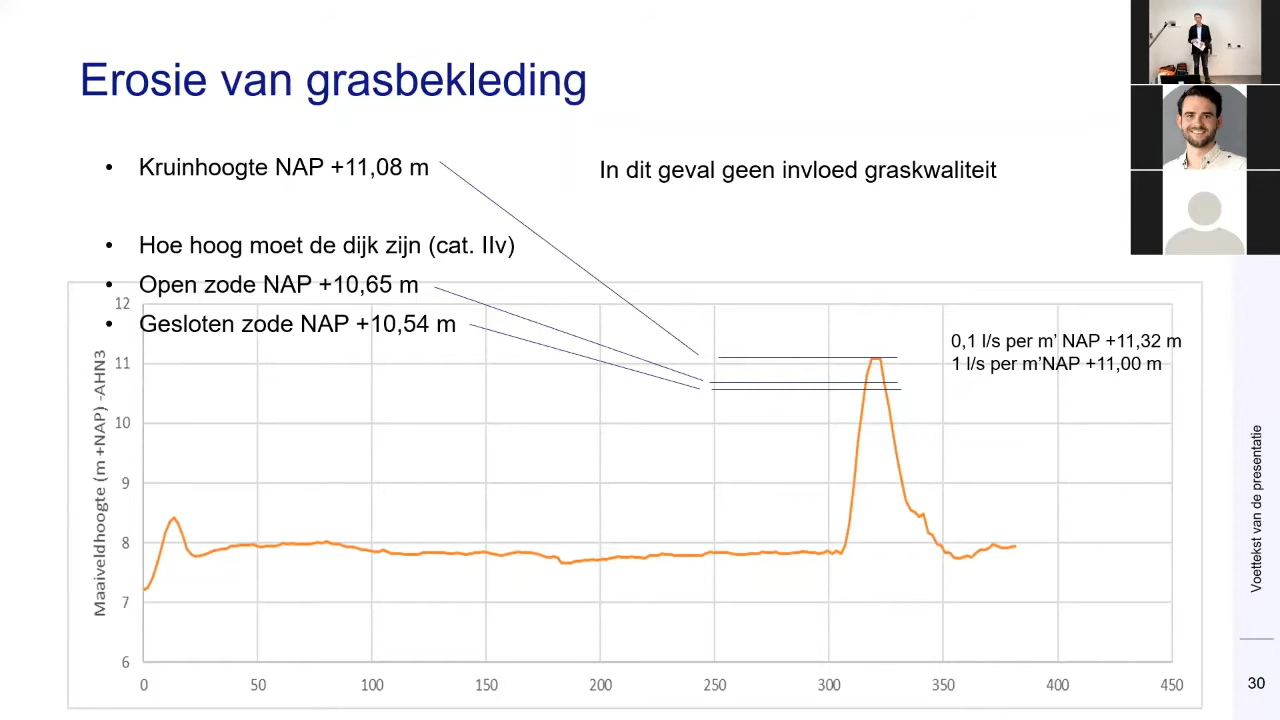 Erosie van grasbekleding
• Kruinhoogte NAP +11,08 m
In dit geval geen invloed graskwaliteit
• Hoe hoog moet de dijk zijn (cat. IIv)
• Open zode NAP +10,65 m
• Gesloten zode NAP +10,54 m
0,1 l/s per m’ NAP +11,32 m
1 l/s per m’NAP +11,00 m
Maaiveldhoogte (m +NAP) -AHN3
12
11
10
9
8
7
6
0 50 100 150 200 250 300 350 400 450
Voettekst van de presentatie
30